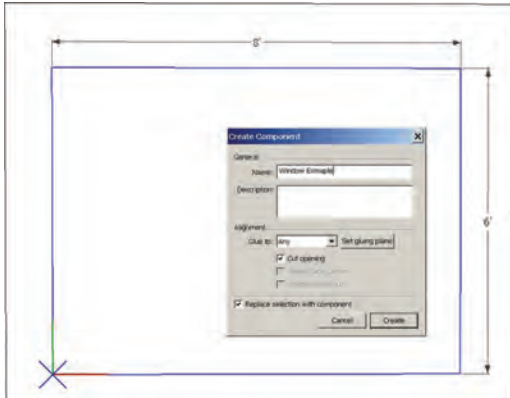 8'
Create Component
General
Name: Window Exmaple
Description:
6'
Alignment
Glue to: Any Set gluing plane
Cut opening
Replace selection with component
Cancel Create